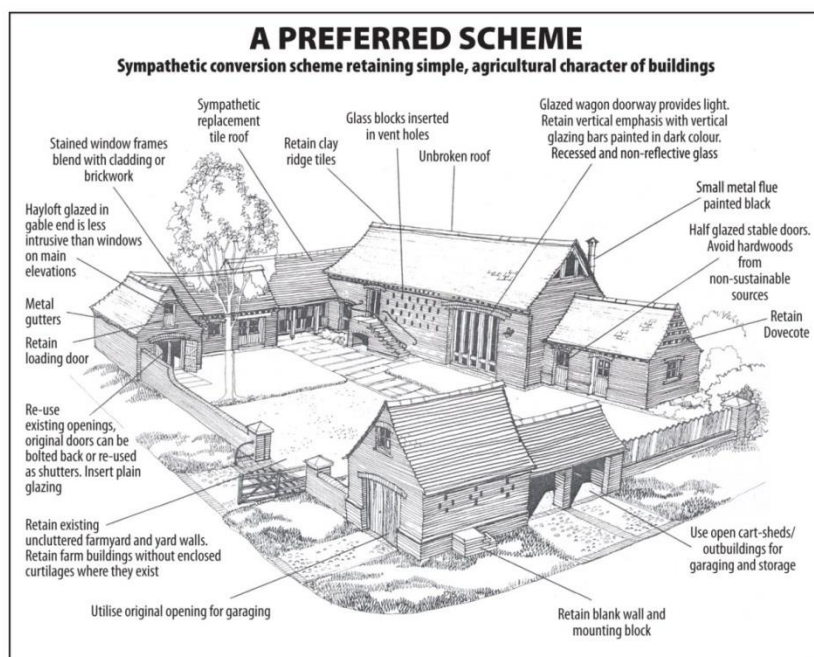 A PREFERRED SCHEME
Sympathetic conversion scheme retaining simple, agricultural character of buildings
Stained window frames
blend with cladding or
brickwork
Sympathetic
replacement
tile roof
Retain clay
ridge tiles
Glass blocks inserted
in vent holes
Unbroken roof
Glazed wagon doorway provides light.
Retain vertical emphasis with vertical
glazing bars painted in dark colour.
Recessed and non-reflective glass
Small metal flue
painted black
Half glazed stable doors.
Avoid hardwoods
from
non-sustainable
sources
Retain
Dovecote
Hayloft glazed in
gable end is less
intrusive than windows
on main
elevations
Metal
gutters
Retain
loading door
Re-use
existing openings,
original doors can be
bolted back or re-used
as shutters. Insert plain
glazing
Retain existing
uncluttered farmyard and yard walls.
Retain farm buildings without enclosed
curtilages where they exist
Utilise original opening for garaging
Retain blank wall and
mounting block
Use open cart-sheds/
outbuildings for
garaging and storage